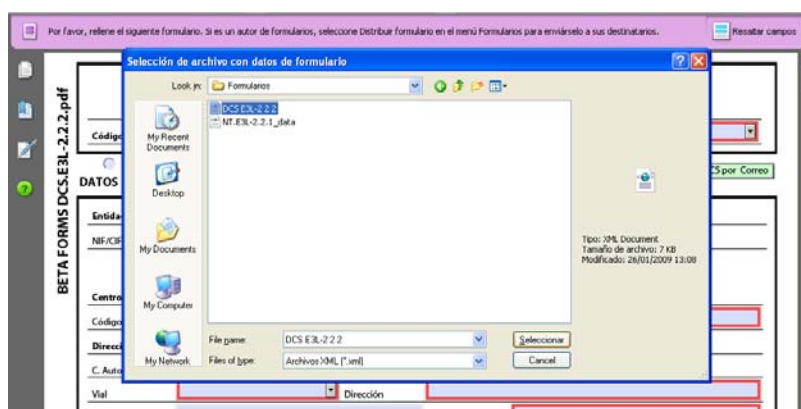 Por favor, rellene el siguiente formulario. Si es un autor de formularios, seleccione Distribuir formulario en el menú Formularios para enviárselo a sus destinatarios.
Resaltar campos
Selección de archivo con datos de formulario
Look in:
Formularios
DCS E3L-2 2 2
NT.E3L-2.2.1_data
My Recent
Documents
Desktop
My Documents
My Computer
My Network
Tipo: XML Document
Tamaño de archivo: 7 KB
Modificado: 26/01/2009 13:08
File name:
DCS E3L-2 2 2
Seleccionar
Files of type:
Archivos XML (*.xml)
Cancel
BETA FORMS DCS.E3L-2.2.2.pdf
Código
DATOS
por Correo
Entida
NIF/CIF
Centro
Código
Direcci
C. Auto
Vial
Dirección